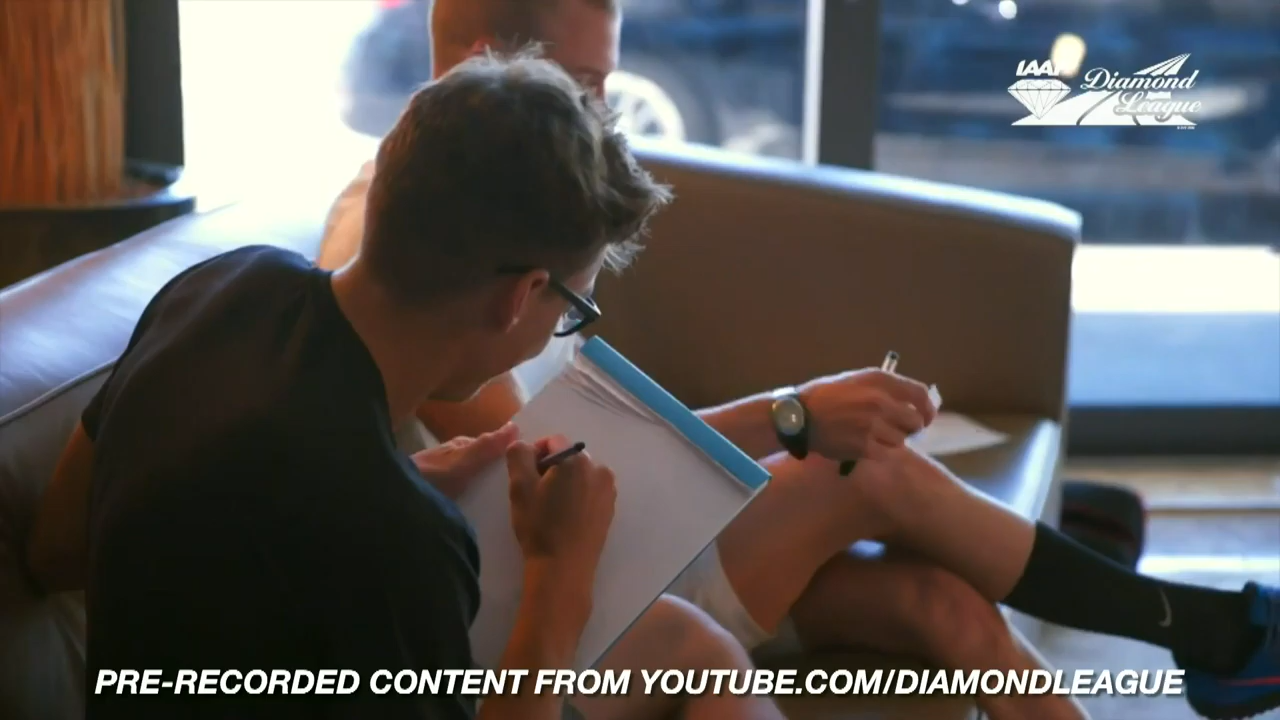 IAAF
Diamond
League
PRE-RECORDED CONTENT FROM YOUTUBE.COM/DIAMONDLEAGUE